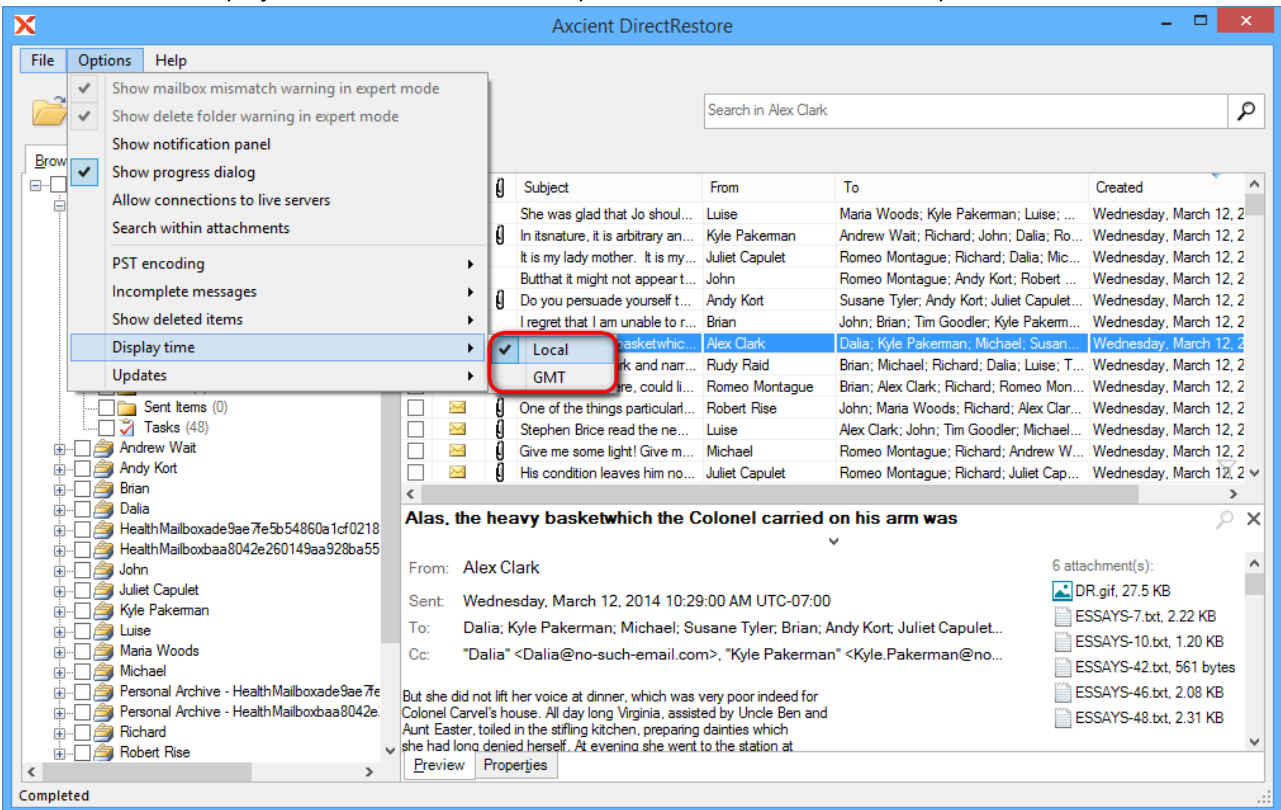 Axcient DirectRestore
File Options Help
Show mailbox mismatch warning in expert mode
Show delete folder warning in expert mode
Show notification panel
Show progress dialog
Allow connections to live servers
Search within attachments
PST encoding
Incomplete messages
Show deleted items
Display time
Updates
Local
GMT
Search in Alex Clark
Brow
Subject From To Created
She was glad that Jo shoul... Luise Maria Woods; Kyle Pakerman; Luise; ... Wednesday, March 12, 2
In itsnature, it is arbitrary an... Kyle Pakerman Andrew Wait; Richard; John; Dalia; Ro... Wednesday, March 12, 2
It is my lady mother. It is my... Juliet Capulet Romeo Montague; Richard; Dalia; Mic... Wednesday, March 12, 2
Butthat it might not appear t... John Romeo Montague; Andy Kort; Robert ... Wednesday, March 12, 2
Do you persuade yourself t... Andy Kort Susane Tyler; Andy Kort; Juliet Capulet... Wednesday, March 12, 2
I regret that I am unable to r... Brian John; Brian; Tim Goodler; Kyle Pakerm... Wednesday, March 12, 2
basketwhic... Alex Clark Dalia; Kyle Pakerman; Michael; Susan... Wednesday, March 12, 2
rk and narr... Rudy Raid Brian; Michael; Richard; Dalia; Luise; T... Wednesday, March 12, 2
ere, could li... Romeo Montague Brian; Alex Clark; Richard; Romeo Mon... Wednesday, March 12, 2
One of the things particularl... Robert Rise John; Maria Woods; Richard; Alex Clar... Wednesday, March 12, 2
Stephen Brice read the ne... Luise Alex Clark; John; Tim Goodler; Michael... Wednesday, March 12, 2
Give me some light! Give m... Michael Romeo Montague; Richard; Andrew W... Wednesday, March 12, 2
His condition leaves him no... Juliet Capulet Romeo Montague; Richard; Juliet Cap... Wednesday, March 12, 2
Sent Items (0)
Tasks (48)
Andrew Wait
Andy Kort
Brian
Dalia
HealthMailboxade9ae7fe5b54860a1cf0218
HealthMailboxbaa8042e260149aa928ba55
John
Juliet Capulet
Kyle Pakerman
Luise
Maria Woods
Michael
Personal Archive - HealthMailboxade9ae7fe
Personal Archive - HealthMailboxbaa8042e
Richard
Robert Rise
Alas, the heavy basketwhich the Colonel carried on his arm was
From: Alex Clark
Sent: Wednesday, March 12, 2014 10:29:00 AM UTC-07:00
To: Dalia; Kyle Pakerman; Michael; Susane Tyler; Brian; Andy Kort; Juliet Capulet...
Cc: "Dalia" <Dalia@no-such-email.com>, "Kyle Pakerman" <Kyle.Pakerman@no...
6 attachment(s):
DR.gif, 27.5 KB
ESSAYS-7.txt, 2.22 KB
ESSAYS-10.txt, 1.20 KB
ESSAYS-42.txt, 561 bytes
ESSAYS-46.txt, 2.08 KB
ESSAYS-48.txt, 2.31 KB
But she did not lift her voice at dinner, which was very poor indeed for
Colonel Carvel's house. All day long Virginia, assisted by Uncle Ben and
Aunt Easter, toiled in the stifling kitchen, preparing dainties which
she had long denied herself. At evening she went to the station at
Preview Properties
Completed